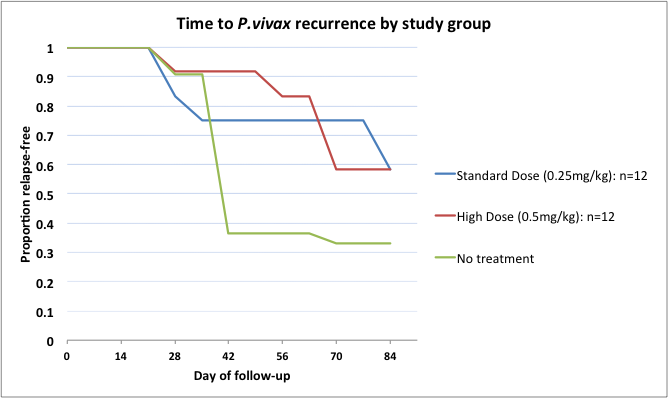 Time to P.vivax recurrence by study group
Proportion relapse-free
1
0.9
0.8
0.7
0.6
0.5
0.4
0.3
0.2
0.1
0
0 14 28 42 56 70 84
Day of follow-up
Standard Dose (0.25mg/kg): n=12
High Dose (0.5mg/kg): n=12
No treatment